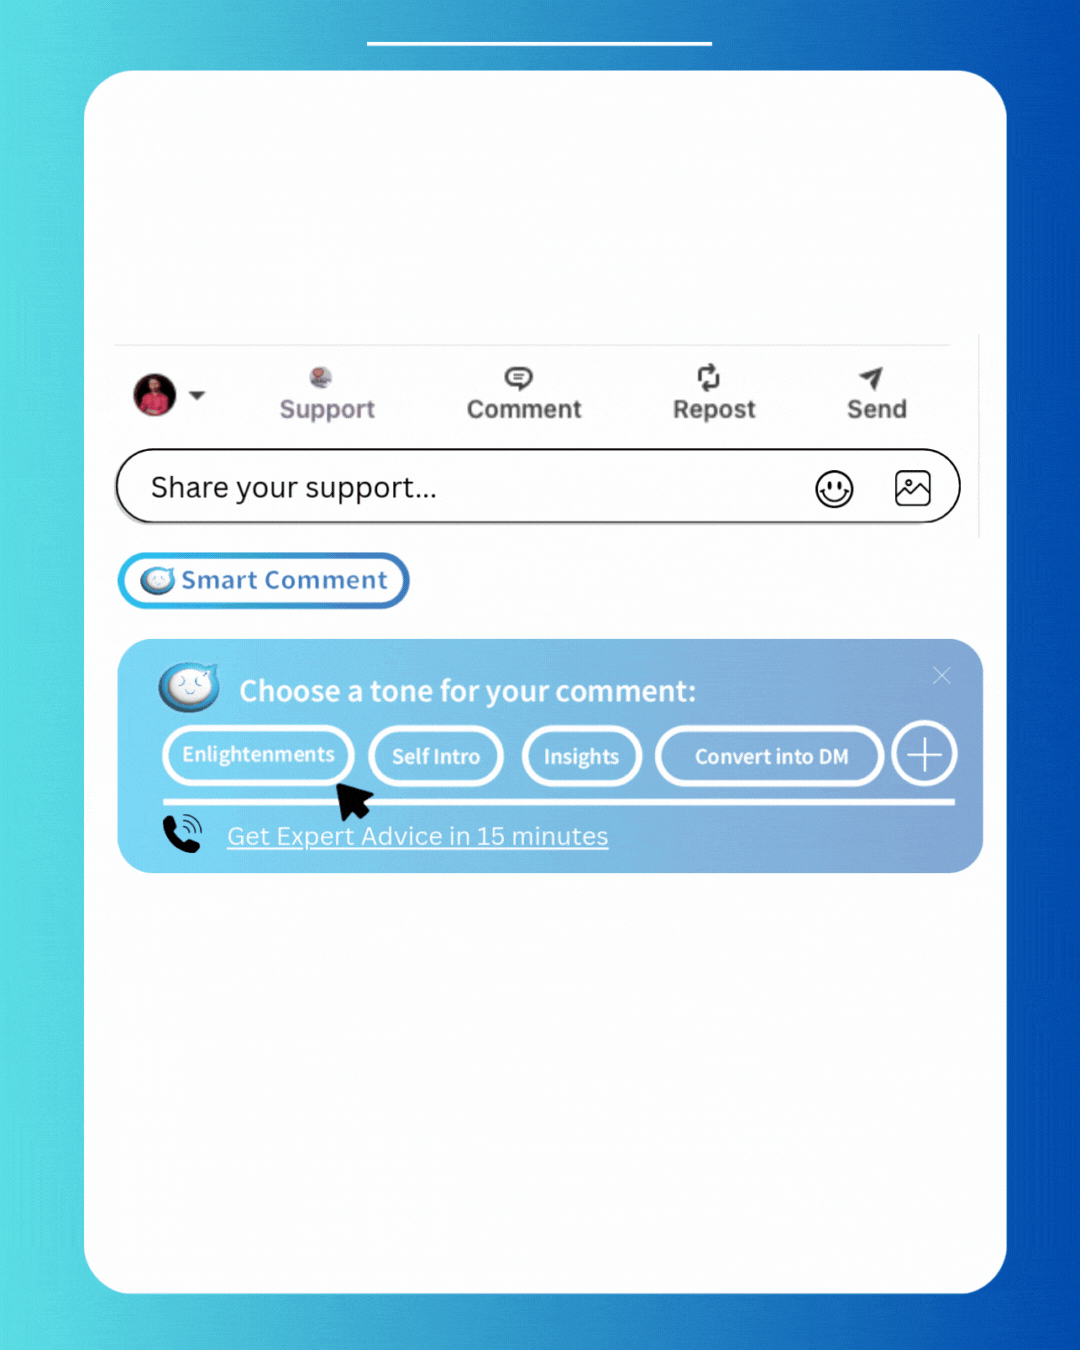 Support Comment Repost Send
Share your support...
Smart Comment
Choose a tone for your comment:
Enlightenments Self Intro Insights Convert into DM
Get Expert Advice in 15 minutes